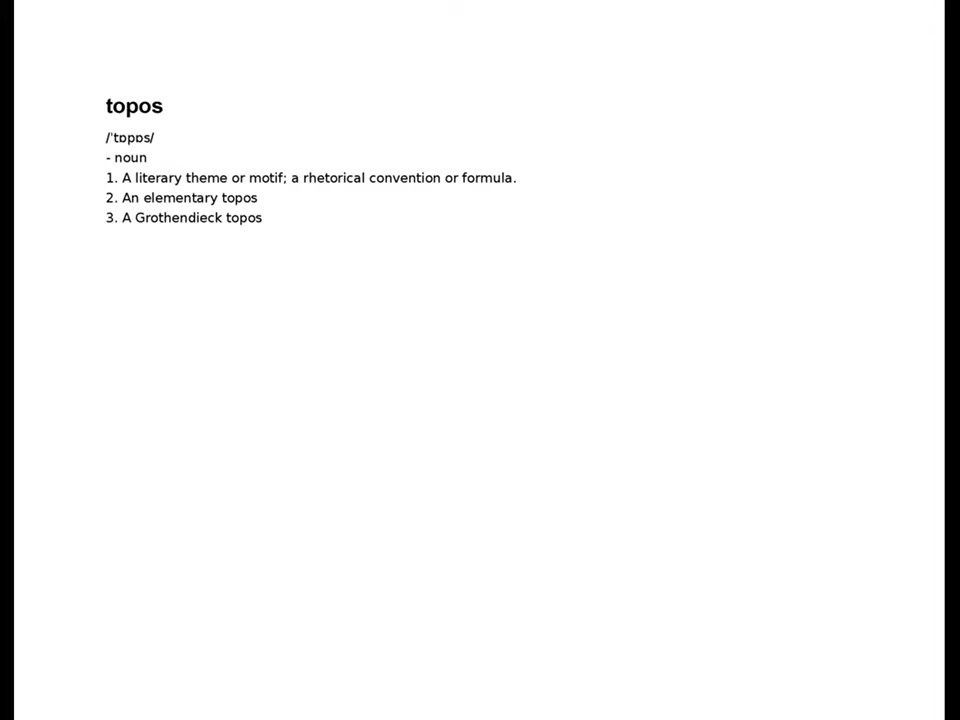 topos
/ˈtɒpɒs/
- noun
1. A literary theme or motif; a rhetorical convention or formula.
2. An elementary topos
3. A Grothendieck topos